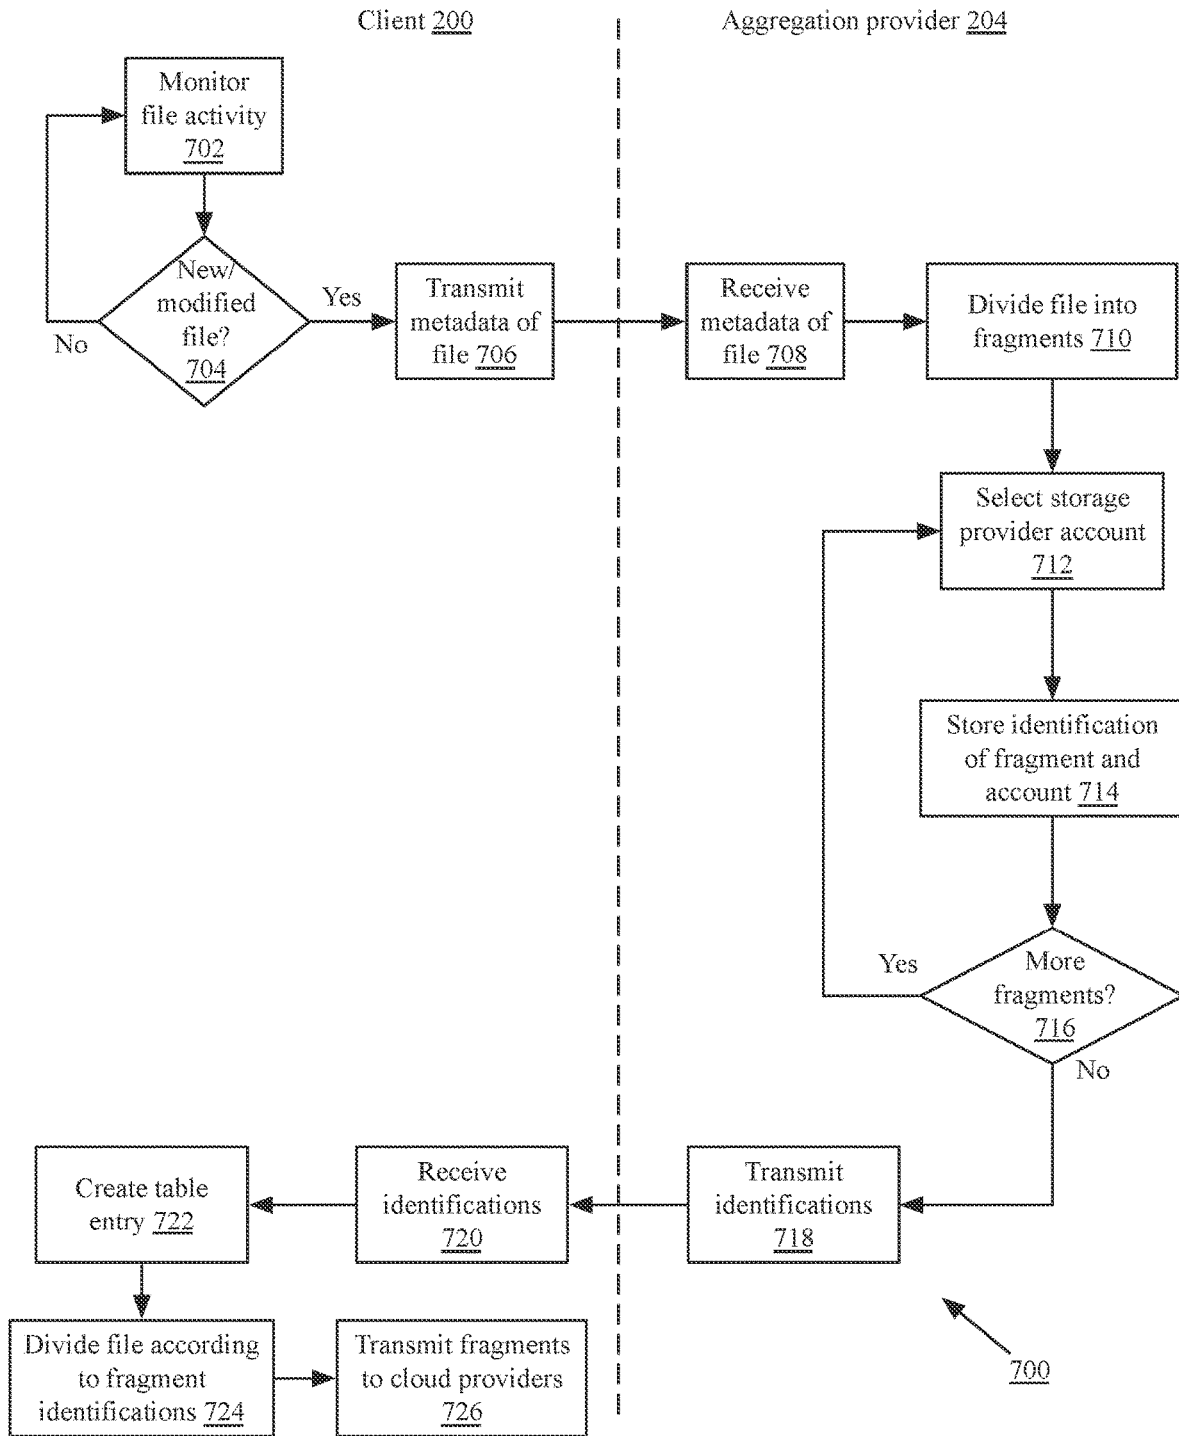 Client 200
Aggregation provider 204
Monitor
file activity
702
New/
modified
file?
704
No
Yes
Transmit
metadata of
file 706
Receive
metadata of
file 708
Divide file into
fragments 710
Select storage
provider account
712
Store identification
of fragment and
account 714
More
fragments?
716
Yes
No
Transmit
identifications
718
Receive
identifications
720
Create table
entry 722
Divide file according
to fragment
identifications 724
Transmit fragments
to cloud providers
726
700